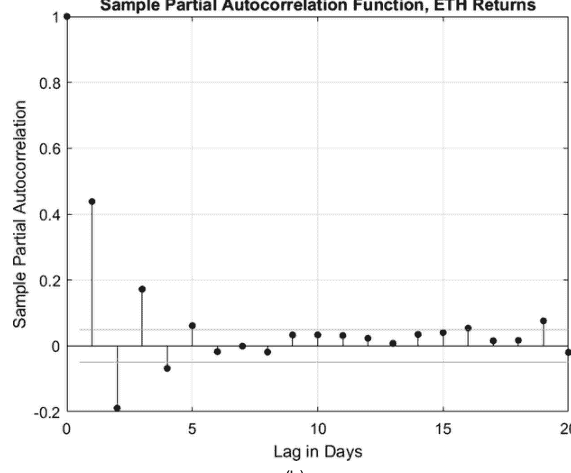 Sample Partial Autocorrelation Function, ETH Returns
1
0.8
0.6
0.4
0.2
0
-0.2
Sample Partial Autocorrelation
0 5 10 15 20
Lag in Days